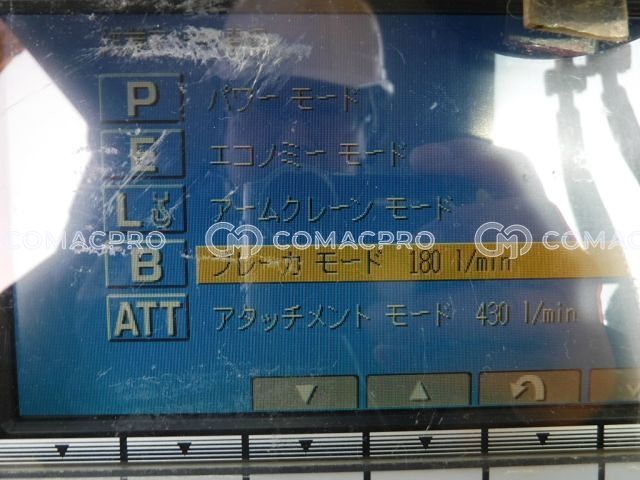 P パワー モード
E エコノミー モード
L アームクレーン モード
COMACPRO COMACPRO COMACPRO
B ブレーカ モード 180 l/min
ATT アタッチメント モード 430 l/min